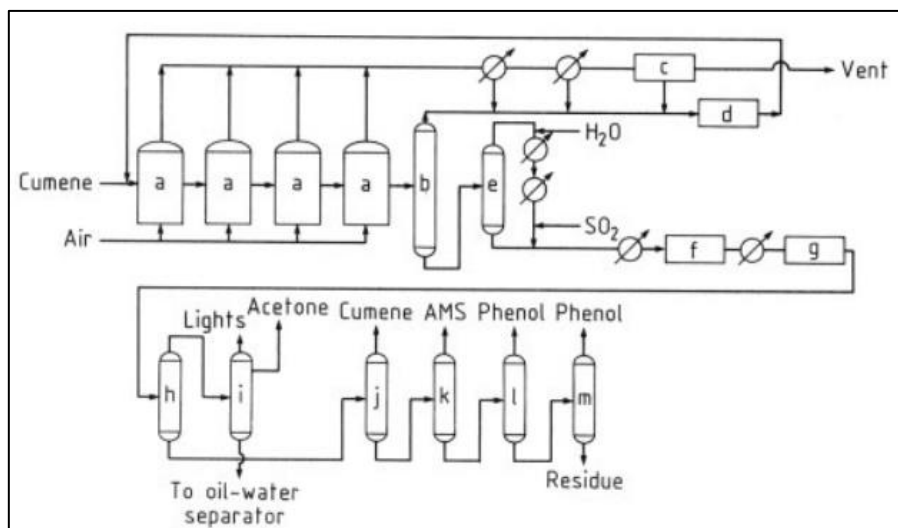 c
Vent
d
H₂O
Cumene
a
a
a
a
b
e
Air
SO₂
f
g
Acetone
Lights
Cumene AMS Phenol Phenol
h
i
j
k
l
m
To oil-water
separator
Residue